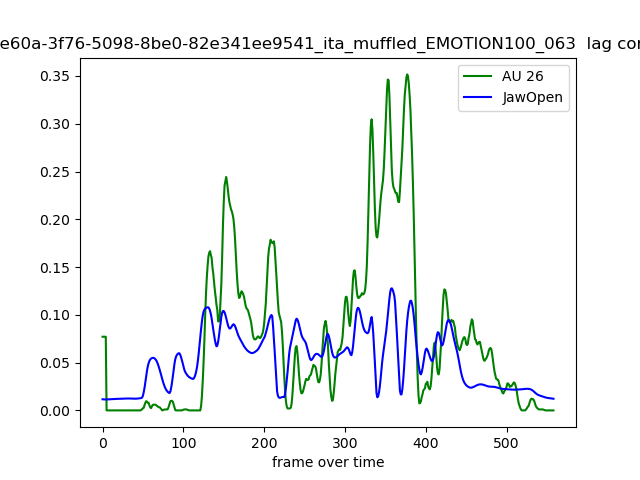 e60a-3f76-5098-8be0-82e341ee9541_ita_muffled_EMOTION100_063 lag cor
AU 26
JawOpen
0.35
0.30
0.25
0.20
0.15
0.10
0.05
0.00
0 100 200 300 400 500
frame over time